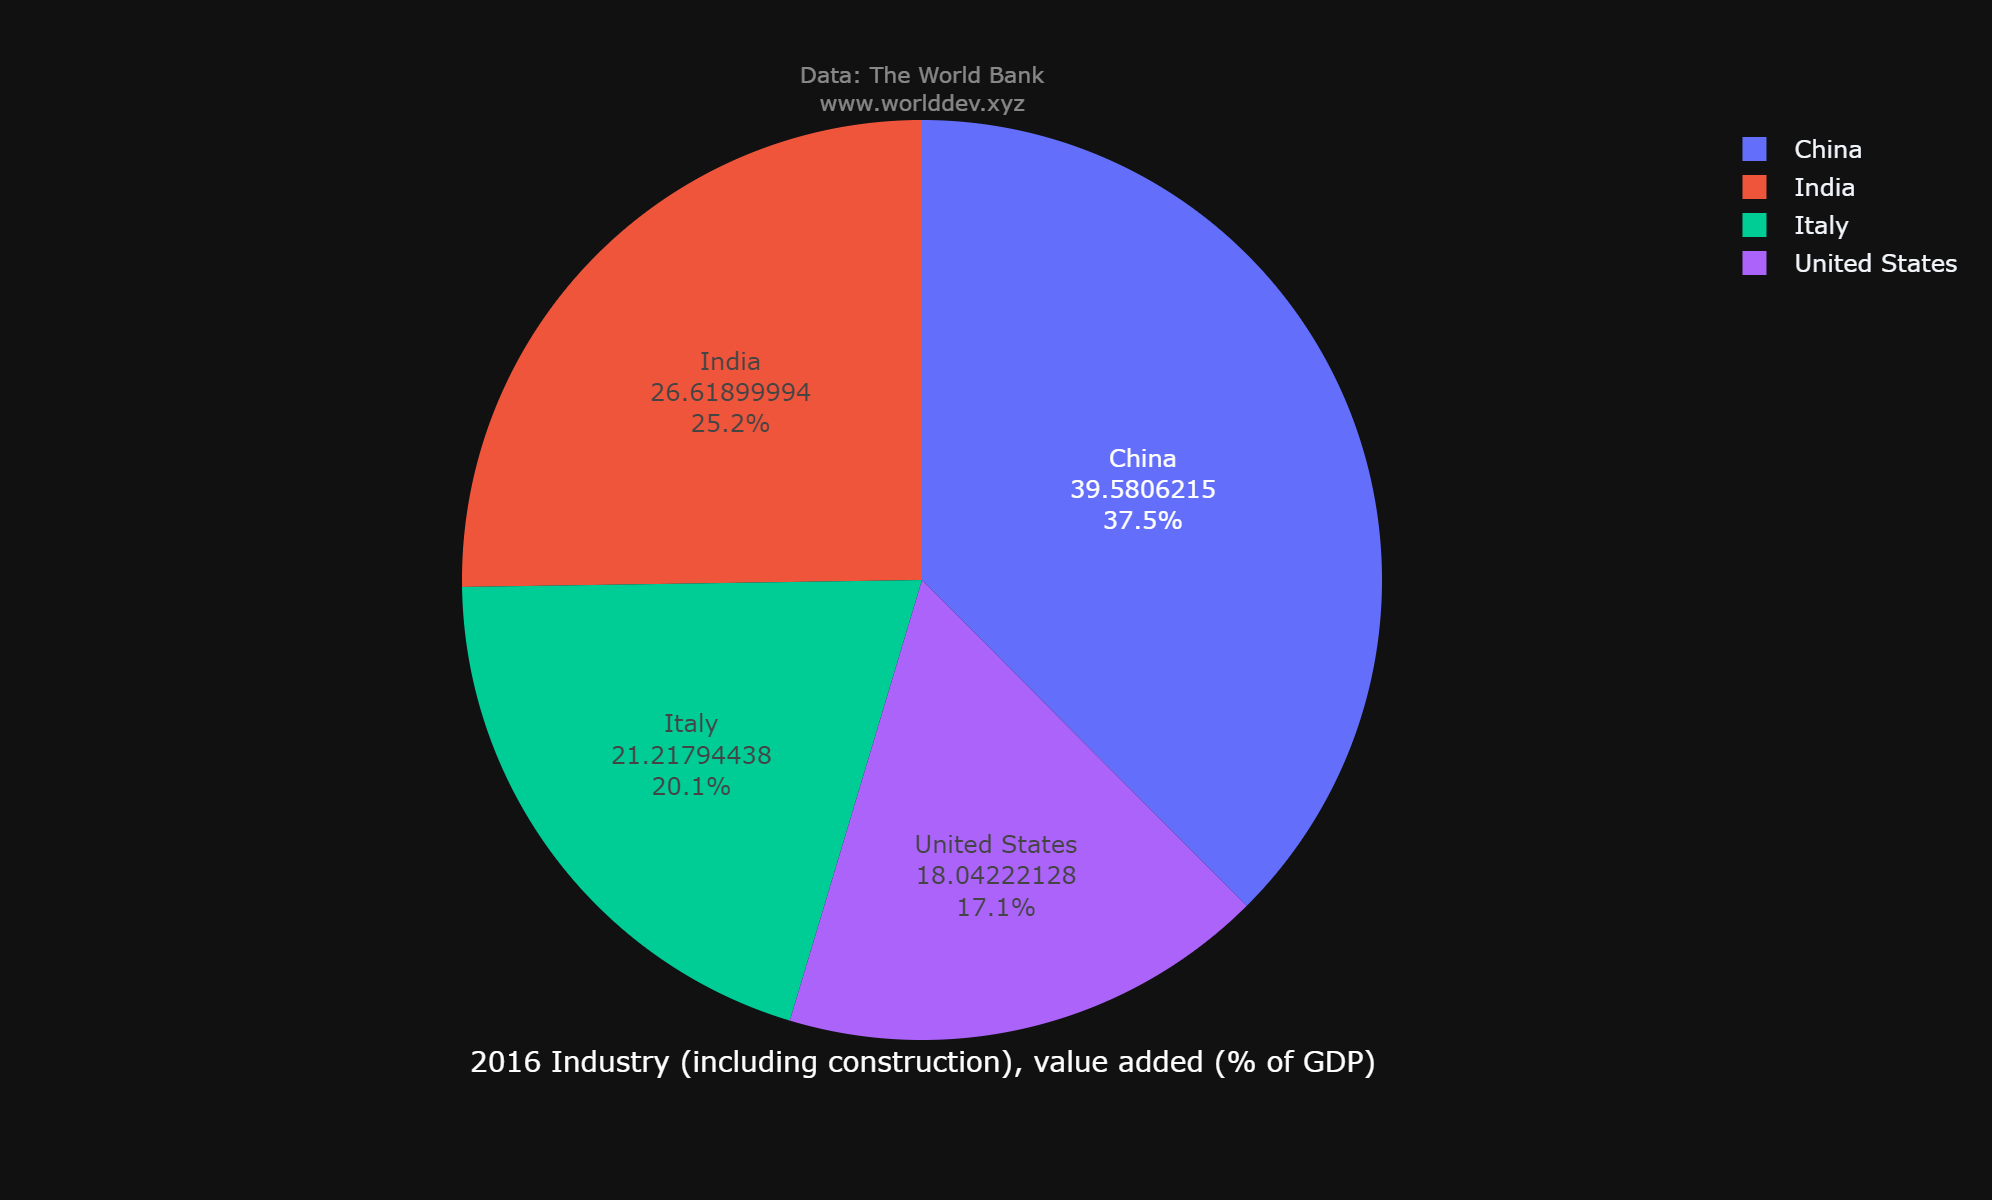 Data: The World Bank
www.worlddev.xyz
China
India
Italy
United States
India
26.61899994
25.2%
China
39.5806215
37.5%
Italy
21.21794438
20.1%
United States
18.04222128
17.1%
2016 Industry (including construction), value added (% of GDP)